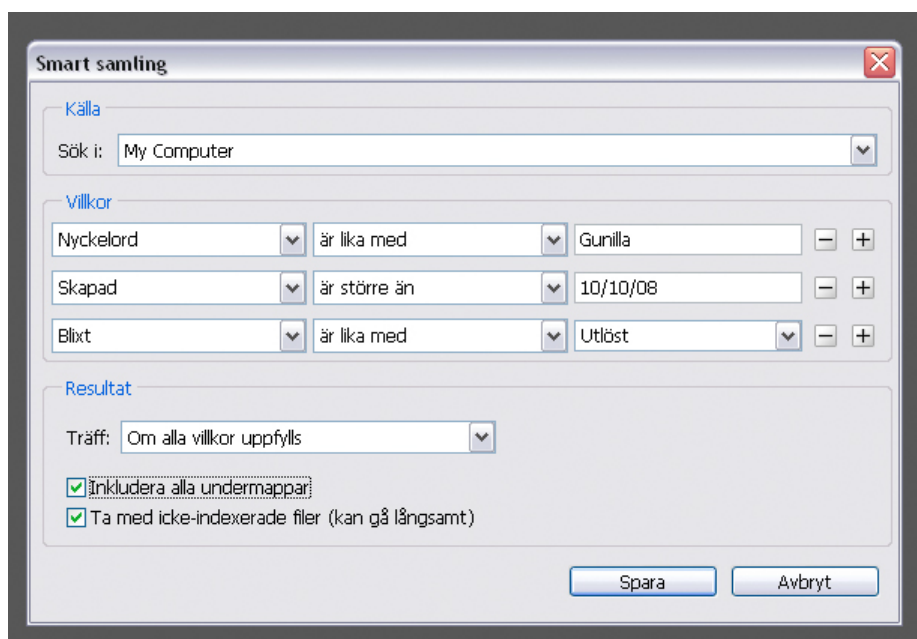 Smart samling
Källa
Sök i: My Computer
Villkor
Nyckelord är lika med Gunilla
Skapad är större än 10/10/08
Blixt är lika med Utlöst
Resultat
Träff: Om alla villkor uppfylls
Inkludera alla undermappar
Ta med icke-indexerade filer (kan gå långsamt)
Spara Avbryt